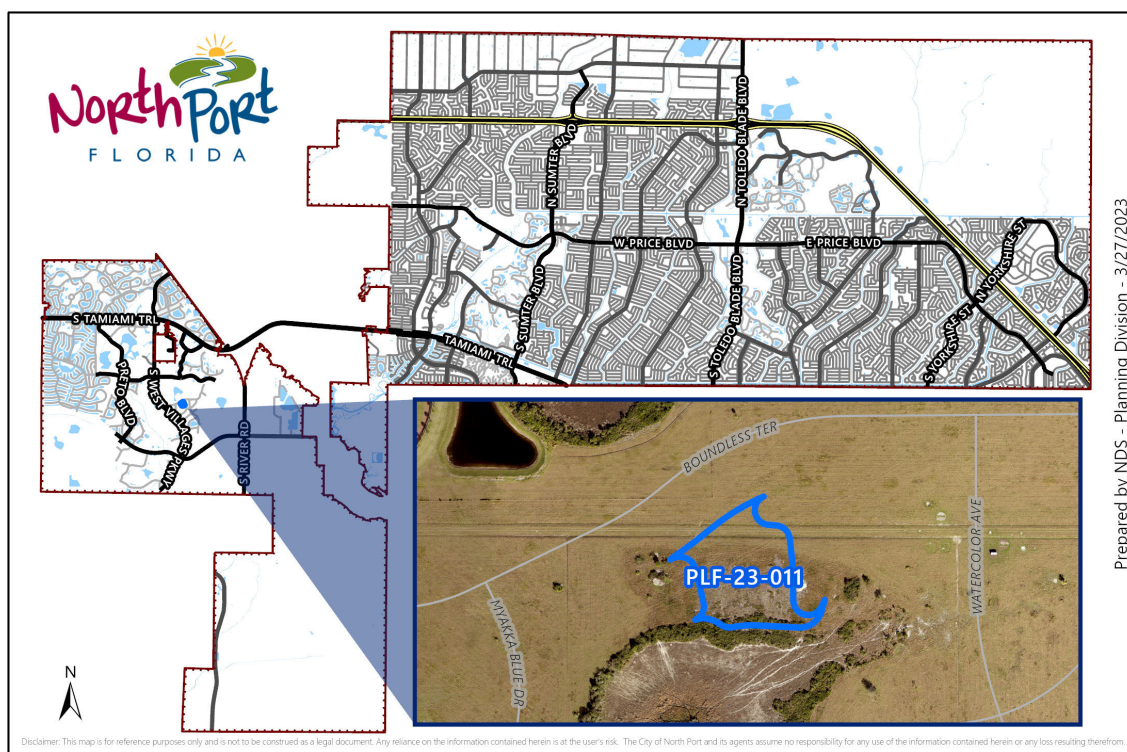 North Port
FLORIDA
N SUMTER BLVD
N TOLEDO BLADE BLVD
W PRICE BLVD
E PRICE BLVD
N YORKSHIRE ST
S YORKSHIRE ST
S SUMTER BLVD
S TOLEDO BLADE BLVD
S TAMIAMI TRL
TAMIAMI TRL
PRETO BLVD
S WEST VILLAGES PKWY
S RIVER RD
BOUNDLESS TER
PLF-23-011
WATERCOLOR AVE
MYAKKA BLUE DR
N
Prepared by NDS - Planning Division - 3/27/2023
Disclaimer: This map is for reference purposes only and is not to be construed as a legal document. Any reliance on the information contained herein is at the user's risk. The City of North Port and its agents assume no responsibility for any use of the information contained herein or any loss resulting therefrom.